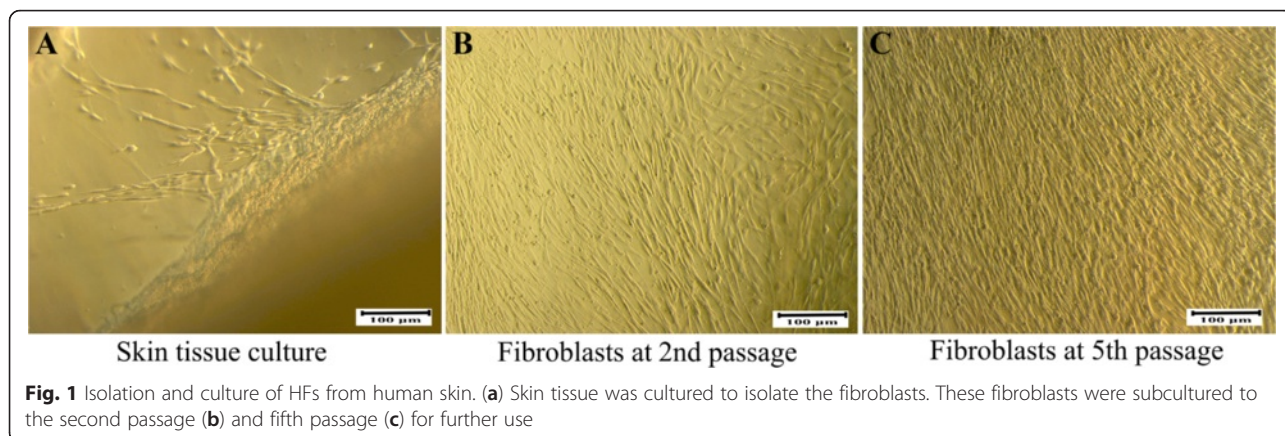 A
B
C
100 µm
100 µm
100 µm
Skin tissue culture
Fibroblasts at 2nd passage
Fibroblasts at 5th passage
Fig. 1 Isolation and culture of HFs from human skin. (a) Skin tissue was cultured to isolate the fibroblasts. These fibroblasts were subcultured to
the second passage (b) and fifth passage (c) for further use